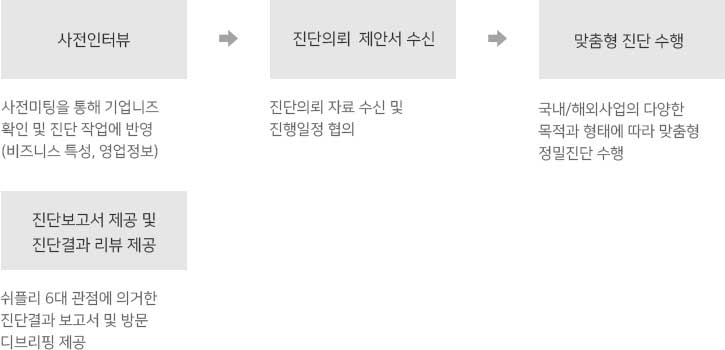 사전인터뷰
진단의뢰 제안서 수신
맞춤형 진단 수행
사전미팅을 통해 기업니즈
확인 및 진단 작업에 반영
(비즈니스 특성, 영업정보)
진단의뢰 자료 수신 및
진행일정 협의
국내/해외사업의 다양한
목적과 형태에 따라 맞춤형
정밀진단 수행
진단보고서 제공 및
진단결과 리뷰 제공
쉬플리 6대 관점에 의거한
진단결과 보고서 및 방문
디브리핑 제공